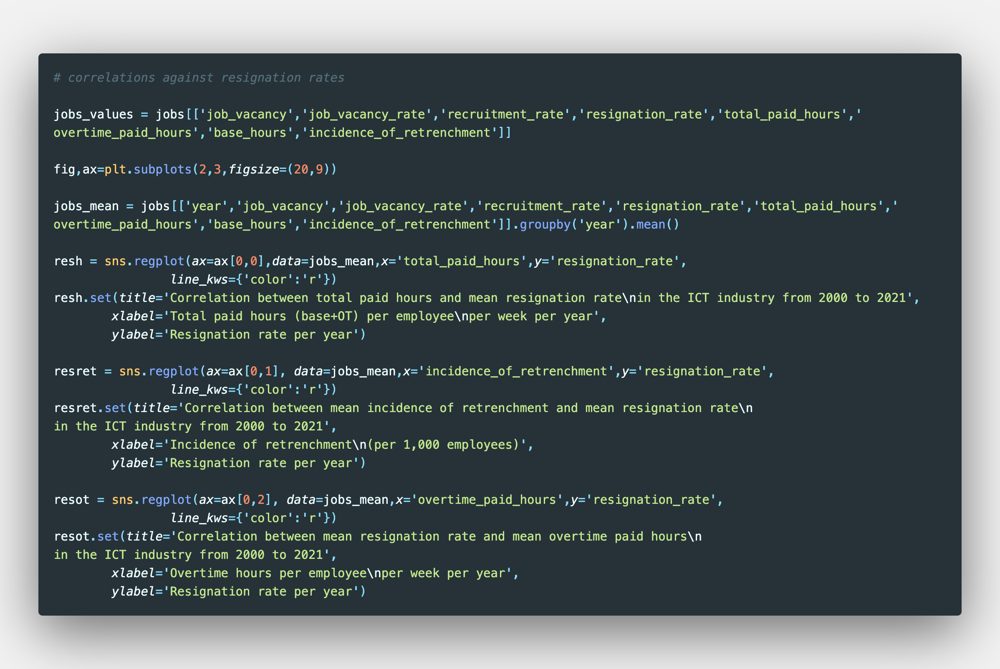 # correlations against resignation rates
jobs_values = jobs[['job_vacancy','job_vacancy_rate','recruitment_rate','resignation_rate','total_paid_hours','
overtime_paid_hours','base_hours','incidence_of_retrenchment']]
fig,ax=plt.subplots(2,3,figsize=(20,9))
jobs_mean = jobs[['year','job_vacancy','job_vacancy_rate','recruitment_rate','resignation_rate','total_paid_hours','
overtime_paid_hours','base_hours','incidence_of_retrenchment']].groupby('year').mean()
resh = sns.regplot(ax=ax[0,0],data=jobs_mean,x='total_paid_hours',y='resignation_rate',
                line_kws={'color':'r'})
resh.set(title='Correlation between total paid hours and mean resignation rate\nin the ICT industry from 2000 to 2021',
        xlabel='Total paid hours (base+OT) per employee\nper week per year',
        ylabel='Resignation rate per year')
resret = sns.regplot(ax=ax[0,1], data=jobs_mean,x='incidence_of_retrenchment',y='resignation_rate',
                line_kws={'color':'r'})
resret.set(title='Correlation between mean incidence of retrenchment and mean resignation rate\n
in the ICT industry from 2000 to 2021',
        xlabel='Incidence of retrenchment\n(per 1,000 employees)',
        ylabel='Resignation rate per year')
resot = sns.regplot(ax=ax[0,2], data=jobs_mean,x='overtime_paid_hours',y='resignation_rate',
                line_kws={'color':'r'})
resot.set(title='Correlation between mean resignation rate and mean overtime paid hours\n
in the ICT industry from 2000 to 2021',
        xlabel='Overtime hours per employee\nper week per year',
        ylabel='Resignation rate per year')